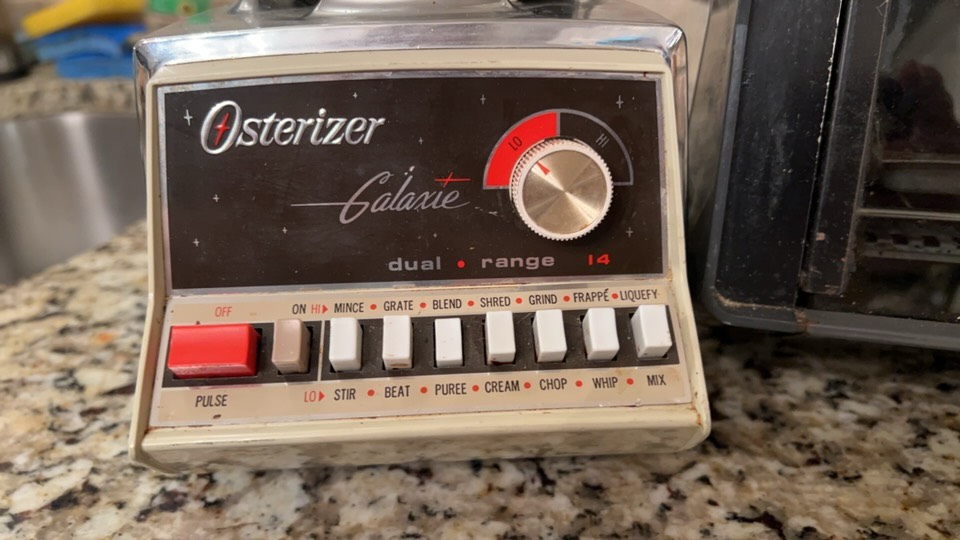 Osterizer
LO HI
Galaxie
dual • range 14
OFF ON HI MINCE • GRATE • BLEND • SHRED • GRIND • FRAPPÉ • LIQUEFY
PULSE LO STIR • BEAT • PUREE • CREAM • CHOP • WHIP • MIX